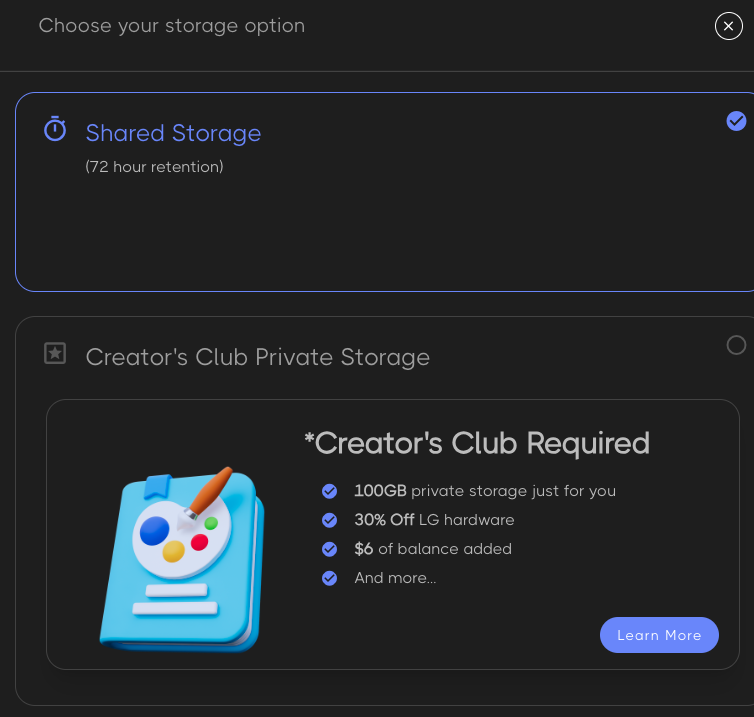 Choose your storage option
Shared Storage
(72 hour retention)
Creator's Club Private Storage
*Creator's Club Required
100GB private storage just for you
30% Off LG hardware
$6 of balance added
And more...
Learn More